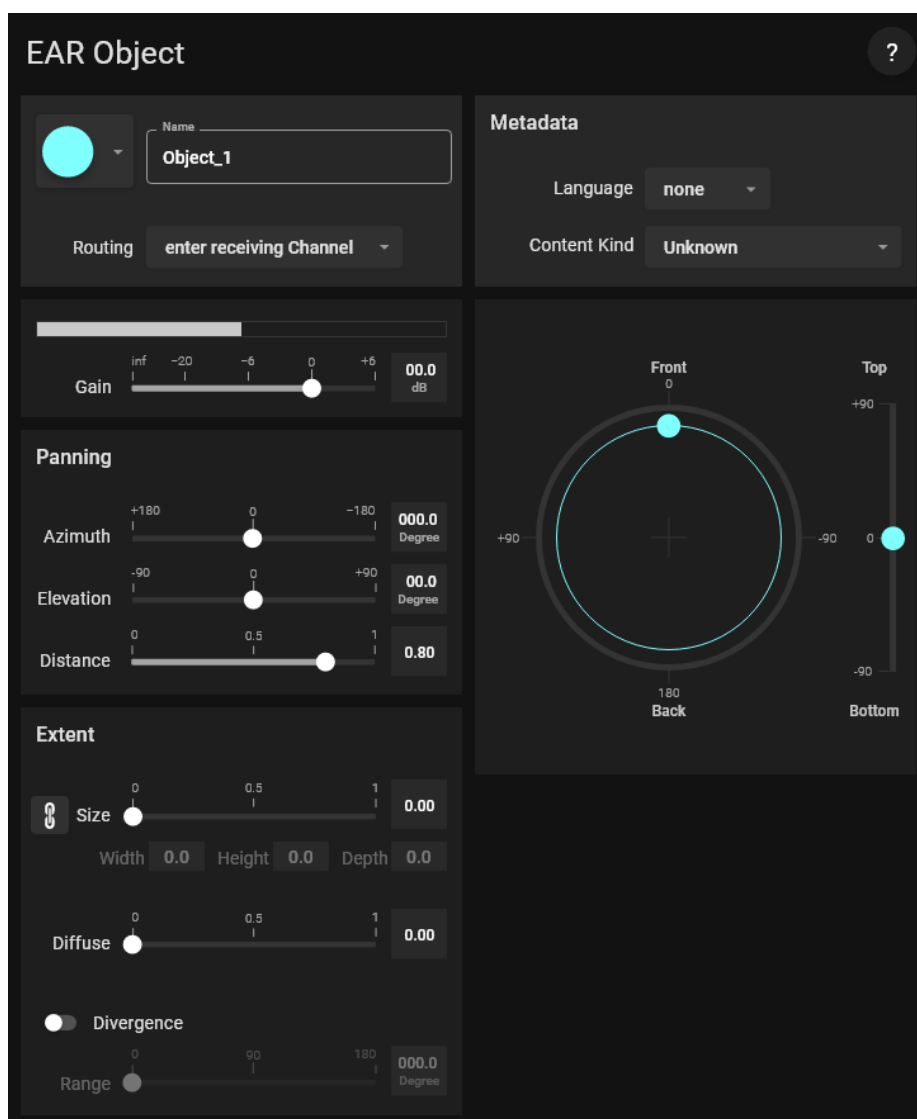 EAR Object
?
Name
Object_1
Routing
enter receiving Channel
Metadata
Language
none
Content Kind
Unknown
inf −20 −6 0 +6
Gain
00.0
dB
Panning
+180 0 −180
Azimuth
000.0
Degree
-90 0 +90
Elevation
00.0
Degree
0 0.5 1
Distance
0.80
Front
0
+90
-90
180
Back
Top
+90
0
-90
Bottom
Extent
0 0.5 1
Size
0.00
Width 0.0 Height 0.0 Depth 0.0
0 0.5 1
Diffuse
0.00
Divergence
0 90 180
Range
000.0
Degree